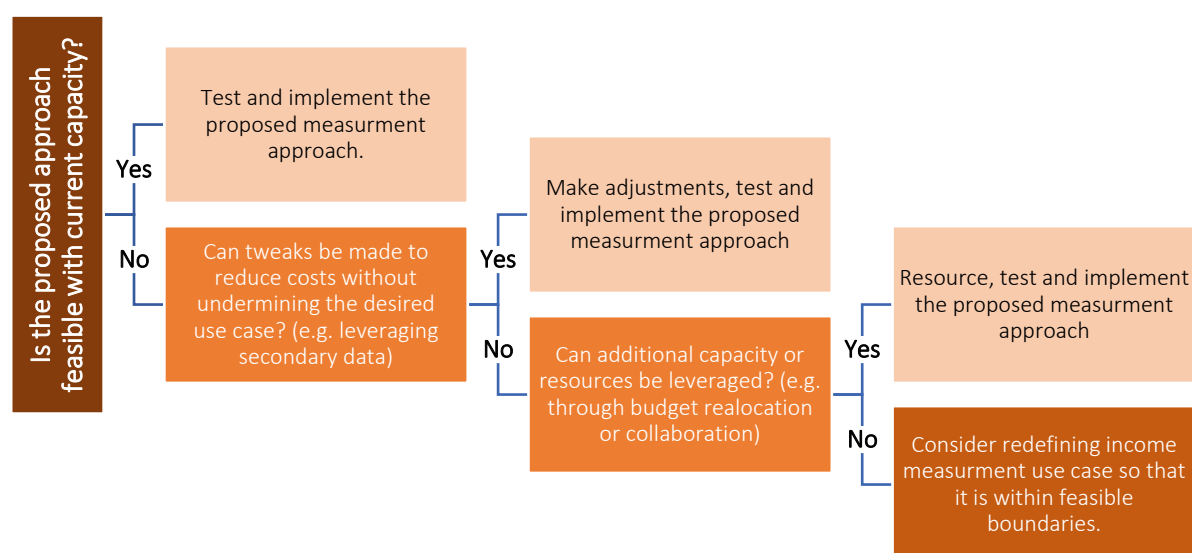 Is the proposed approach
feasible with current capacity?
Yes
Test and implement the
proposed measurment
approach.
No
Can tweaks be made to
reduce costs without
undermining the desired
use case? (e.g. leveraging
secondary data)
Yes
Make adjustments, test and
implement the proposed
measurment approach
No
Can additional capacity or
resources be leveraged? (e.g.
through budget realocation
or collaboration)
Yes
Resource, test and implement
the proposed measurment
approach
No
Consider redefining income
measurment use case so that
it is within feasible
boundaries.